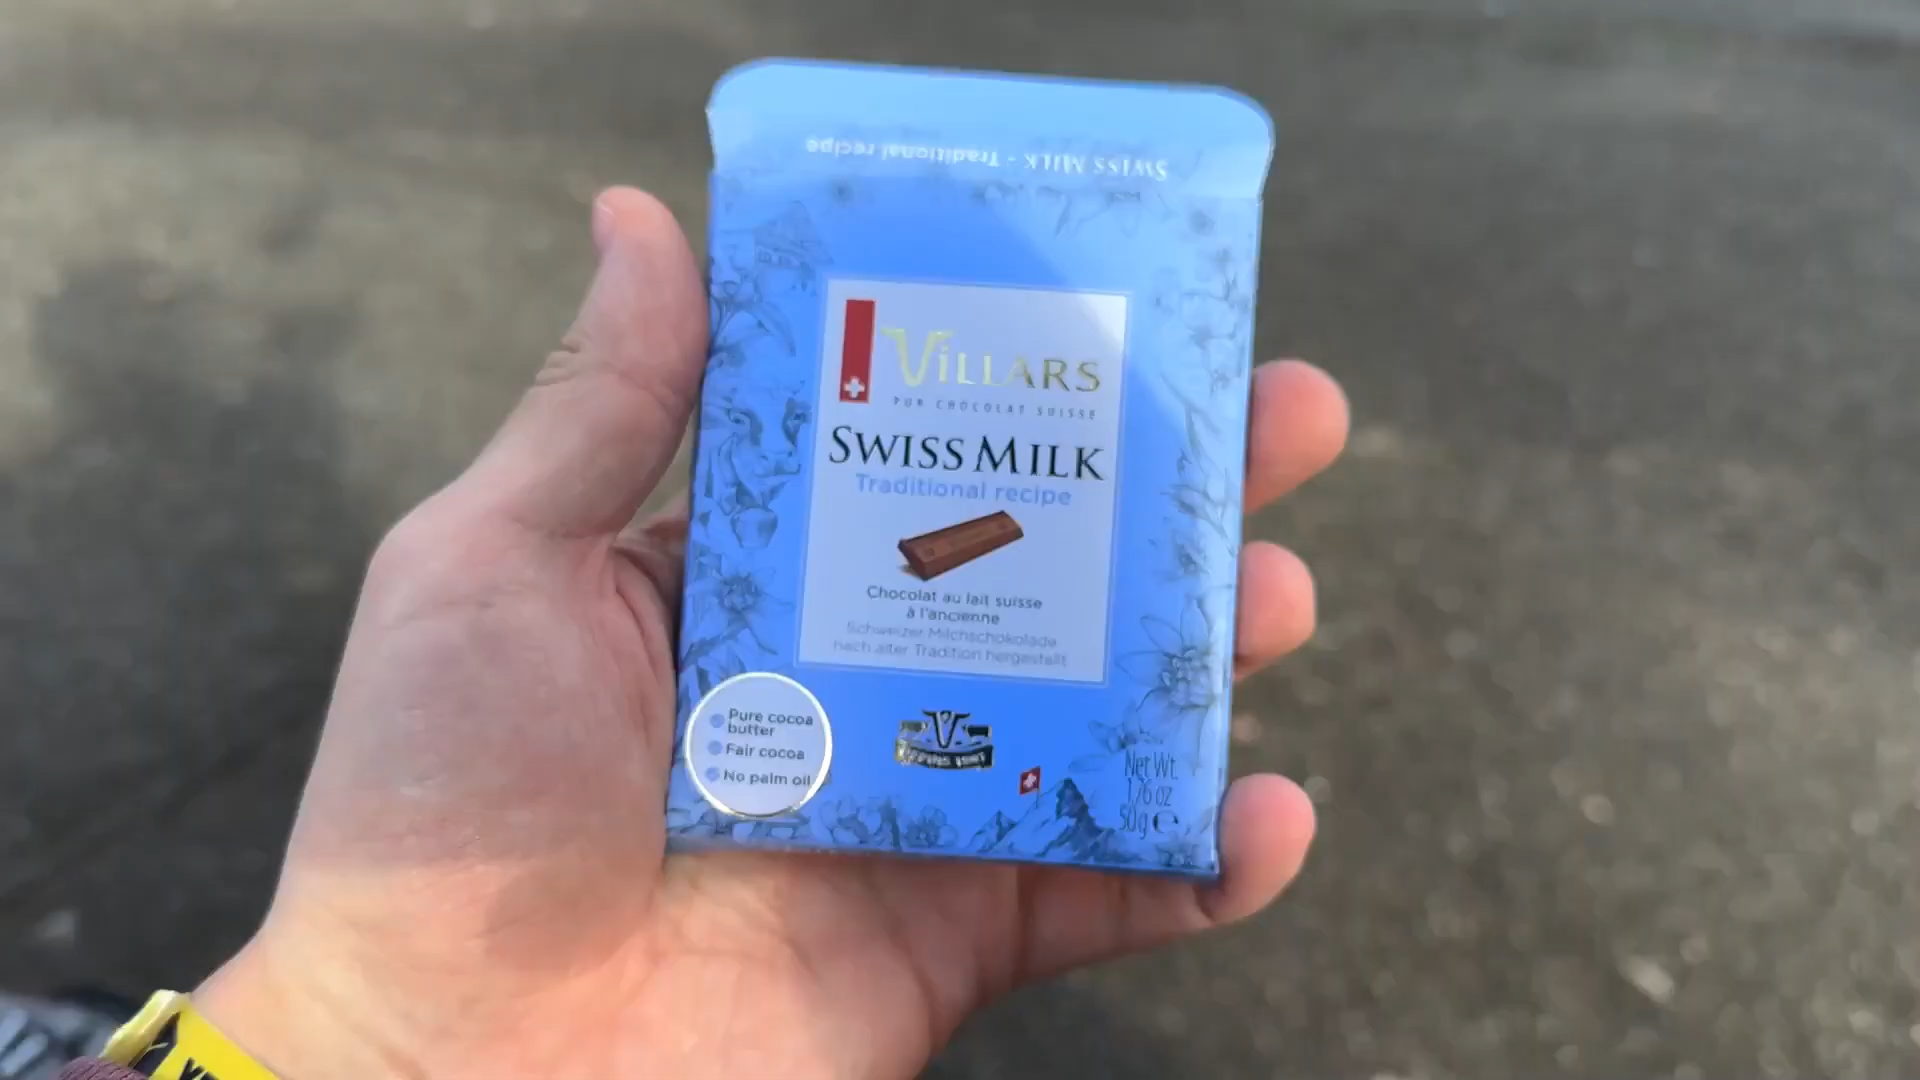 SWISS MILK - Traditional recipe
VILLARS
PUR CHOCOLAT SUISSE
SWISS MILK
Traditional recipe
Chocolat au lait suisse
à l'ancienne
Schweizer Milchschokolade
nach alter Tradition hergestellt
Pure cocoa
butter
Fair cocoa
No palm oil
Net Wt.
1,76 oz
50g e